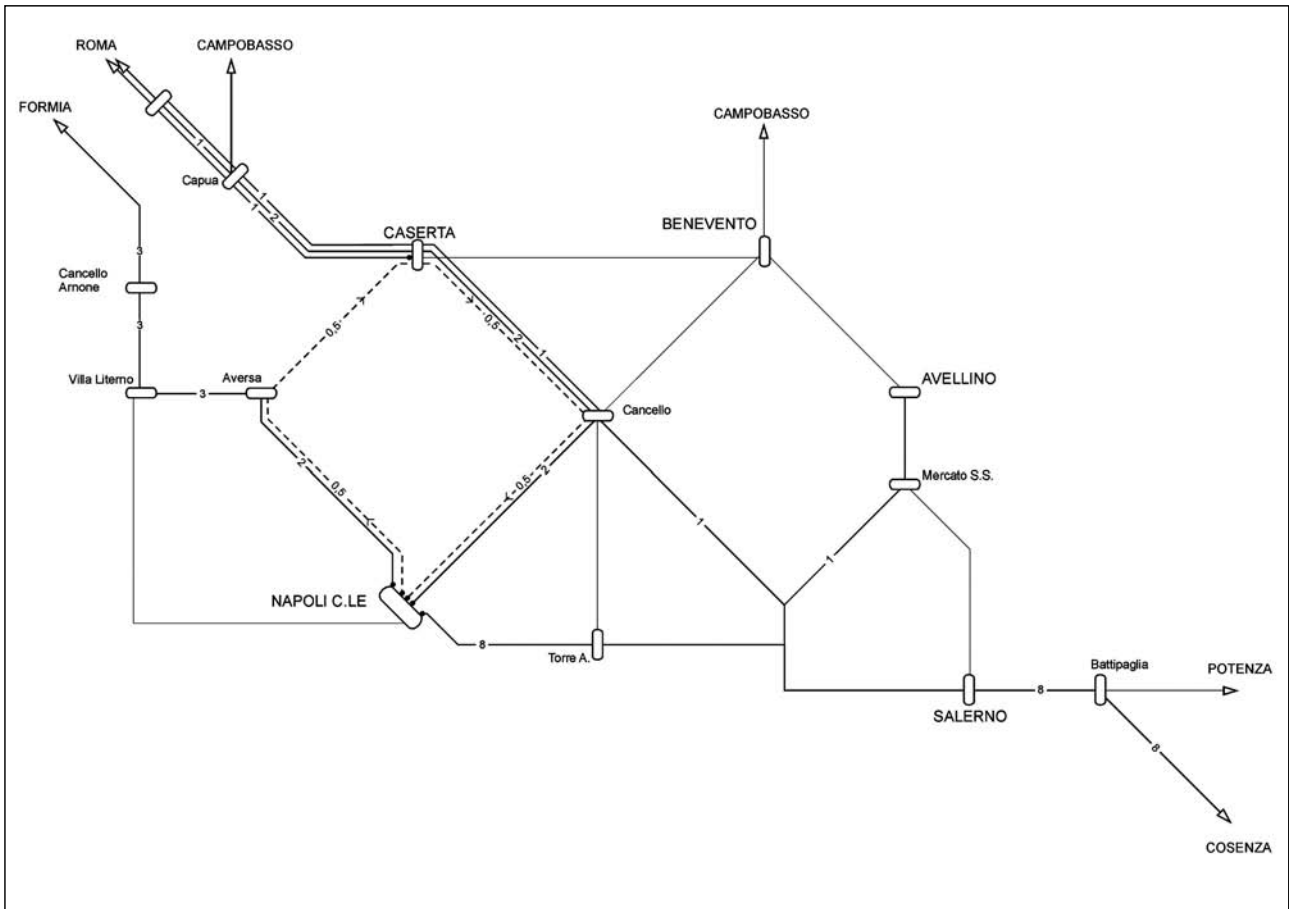 ROMA
CAMPOBASSO
FORMIA
CAMPOBASSO
1
Capua
1
1
2
BENEVENTO
CASERTA
3
Cancello
Arnone
3
0,5
0,5
2
1
Villa Literno
3
Aversa
AVELLINO
Cancello
Mercato S.S.
2
0,5
0,5
2
1
1
NAPOLI C.LE
8
Torre A.
Battipaglia
POTENZA
8
SALERNO
8
COSENZA